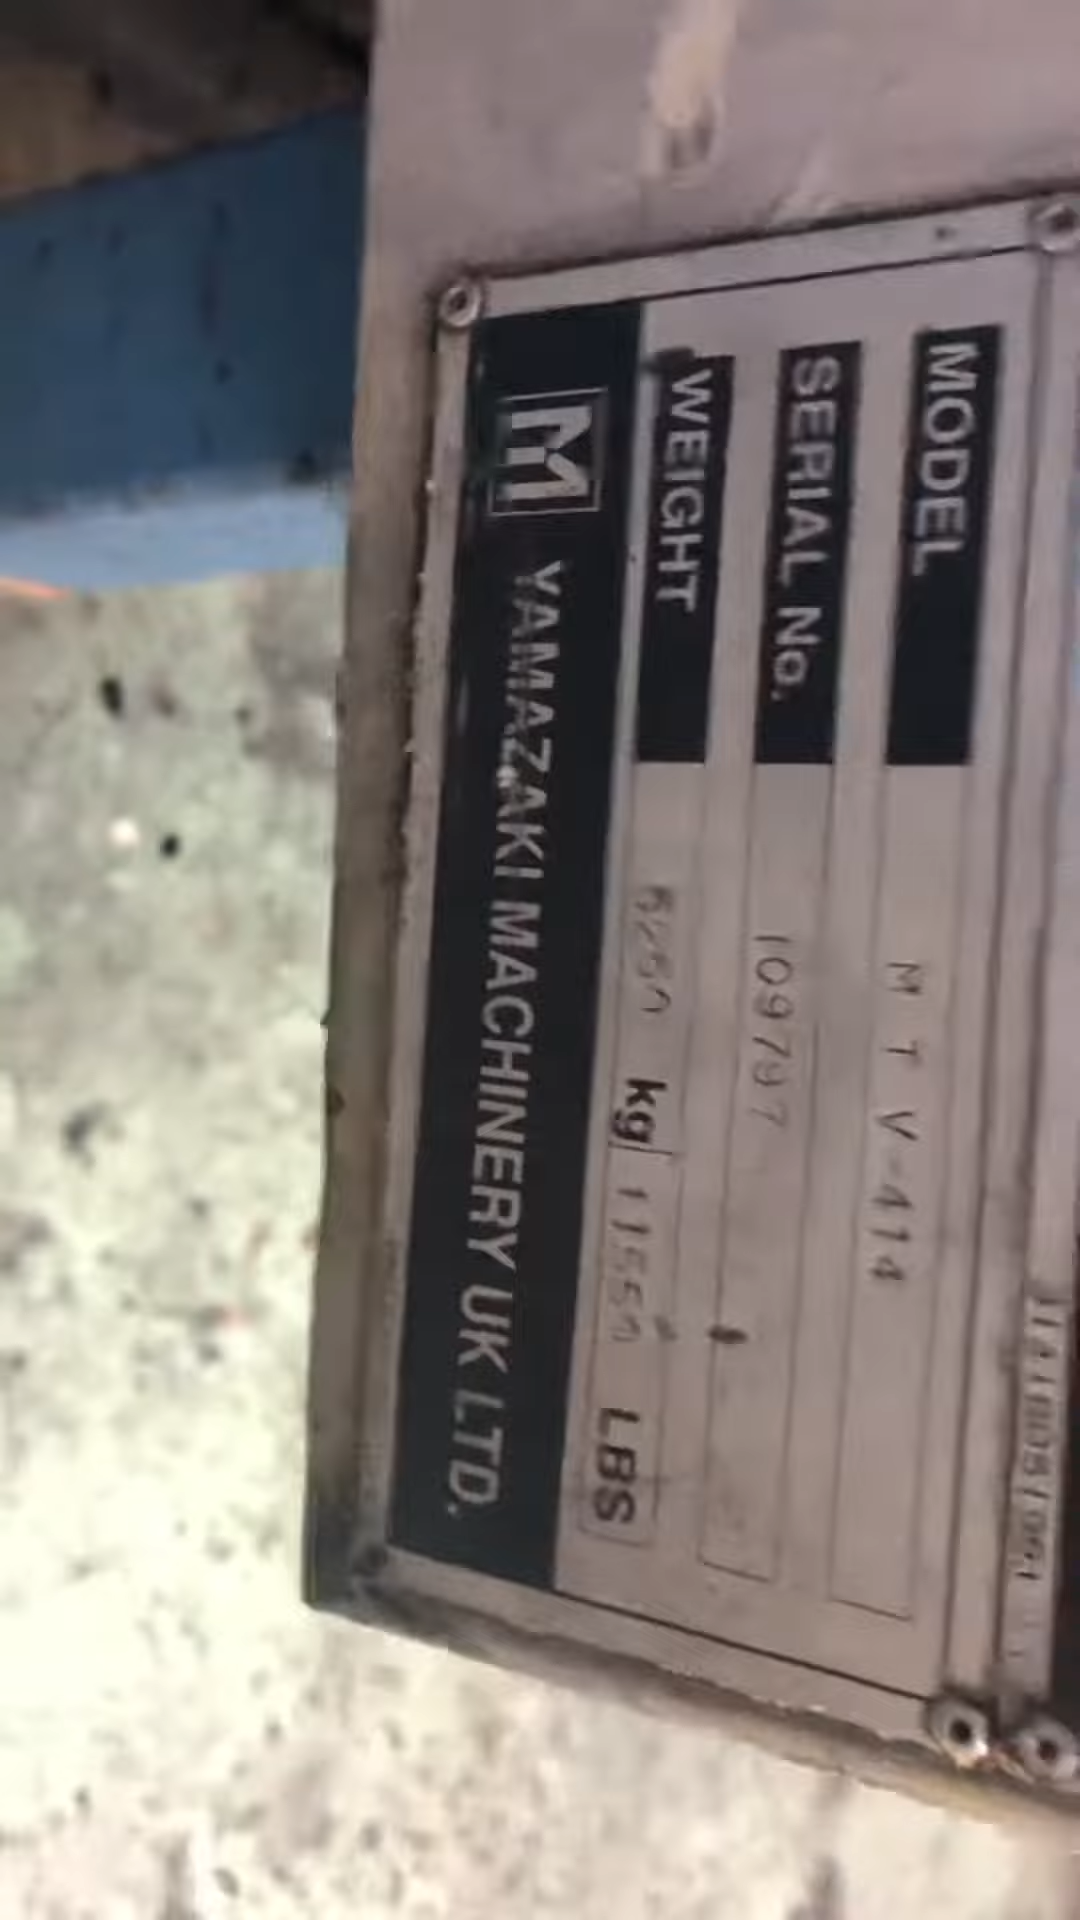 MODEL MTV-414
SERIAL No. 109797
WEIGHT 5250 kg 11550 LBS
M YAMAZAKI MACHINERY UK LTD.